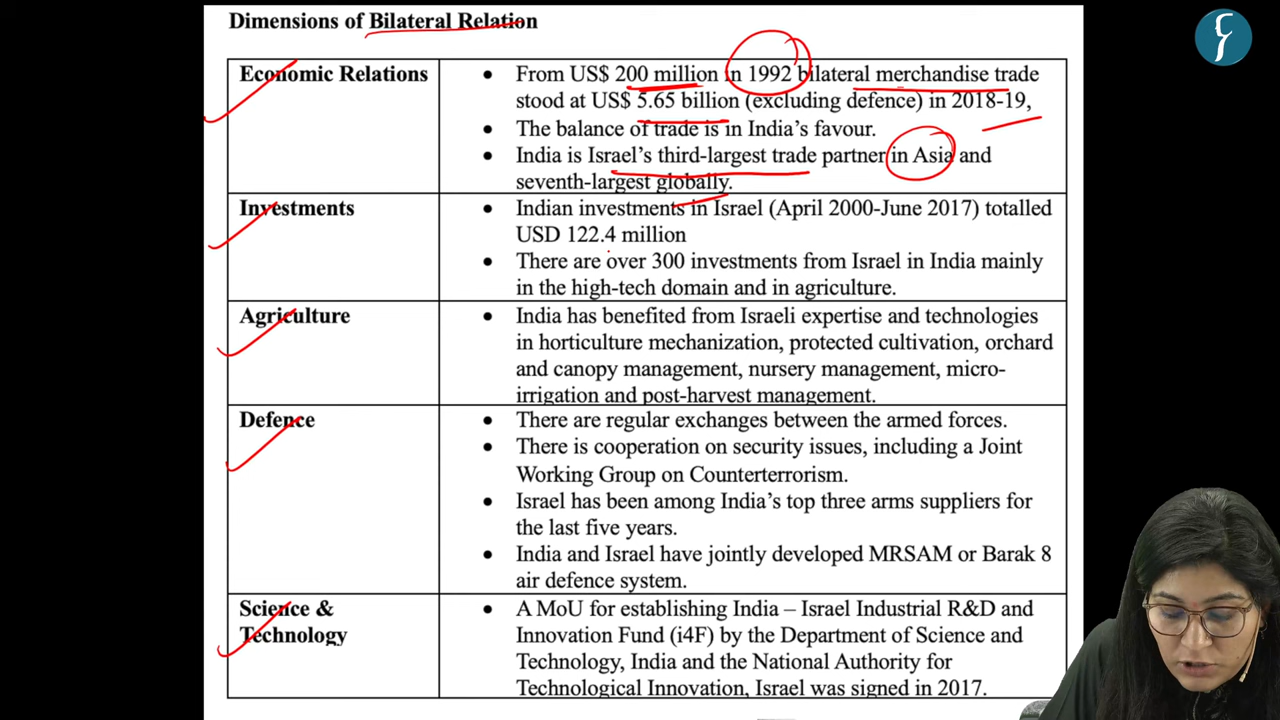 Dimensions of Bilateral Relation
Economic Relations
• From US$ 200 million in 1992 bilateral merchandise trade
stood at US$ 5.65 billion (excluding defence) in 2018-19,
• The balance of trade is in India's favour.
• India is Israel's third-largest trade partner in Asia and
seventh-largest globally.
Investments
• Indian investments in Israel (April 2000-June 2017) totalled
USD 122.4 million
• There are over 300 investments from Israel in India mainly
in the high-tech domain and in agriculture.
Agriculture
• India has benefited from Israeli expertise and technologies
in horticulture mechanization, protected cultivation, orchard
and canopy management, nursery management, micro-
irrigation and post-harvest management.
Defence
• There are regular exchanges between the armed forces.
• There is cooperation on security issues, including a Joint
Working Group on Counterterrorism.
• Israel has been among India's top three arms suppliers for
the last five years.
• India and Israel have jointly developed MRSAM or Barak 8
air defence system.
Science &
Technology
• A MoU for establishing India – Israel Industrial R&D and
Innovation Fund (i4F) by the Department of Science and
Technology, India and the National Authority for
Technological Innovation, Israel was signed in 2017.